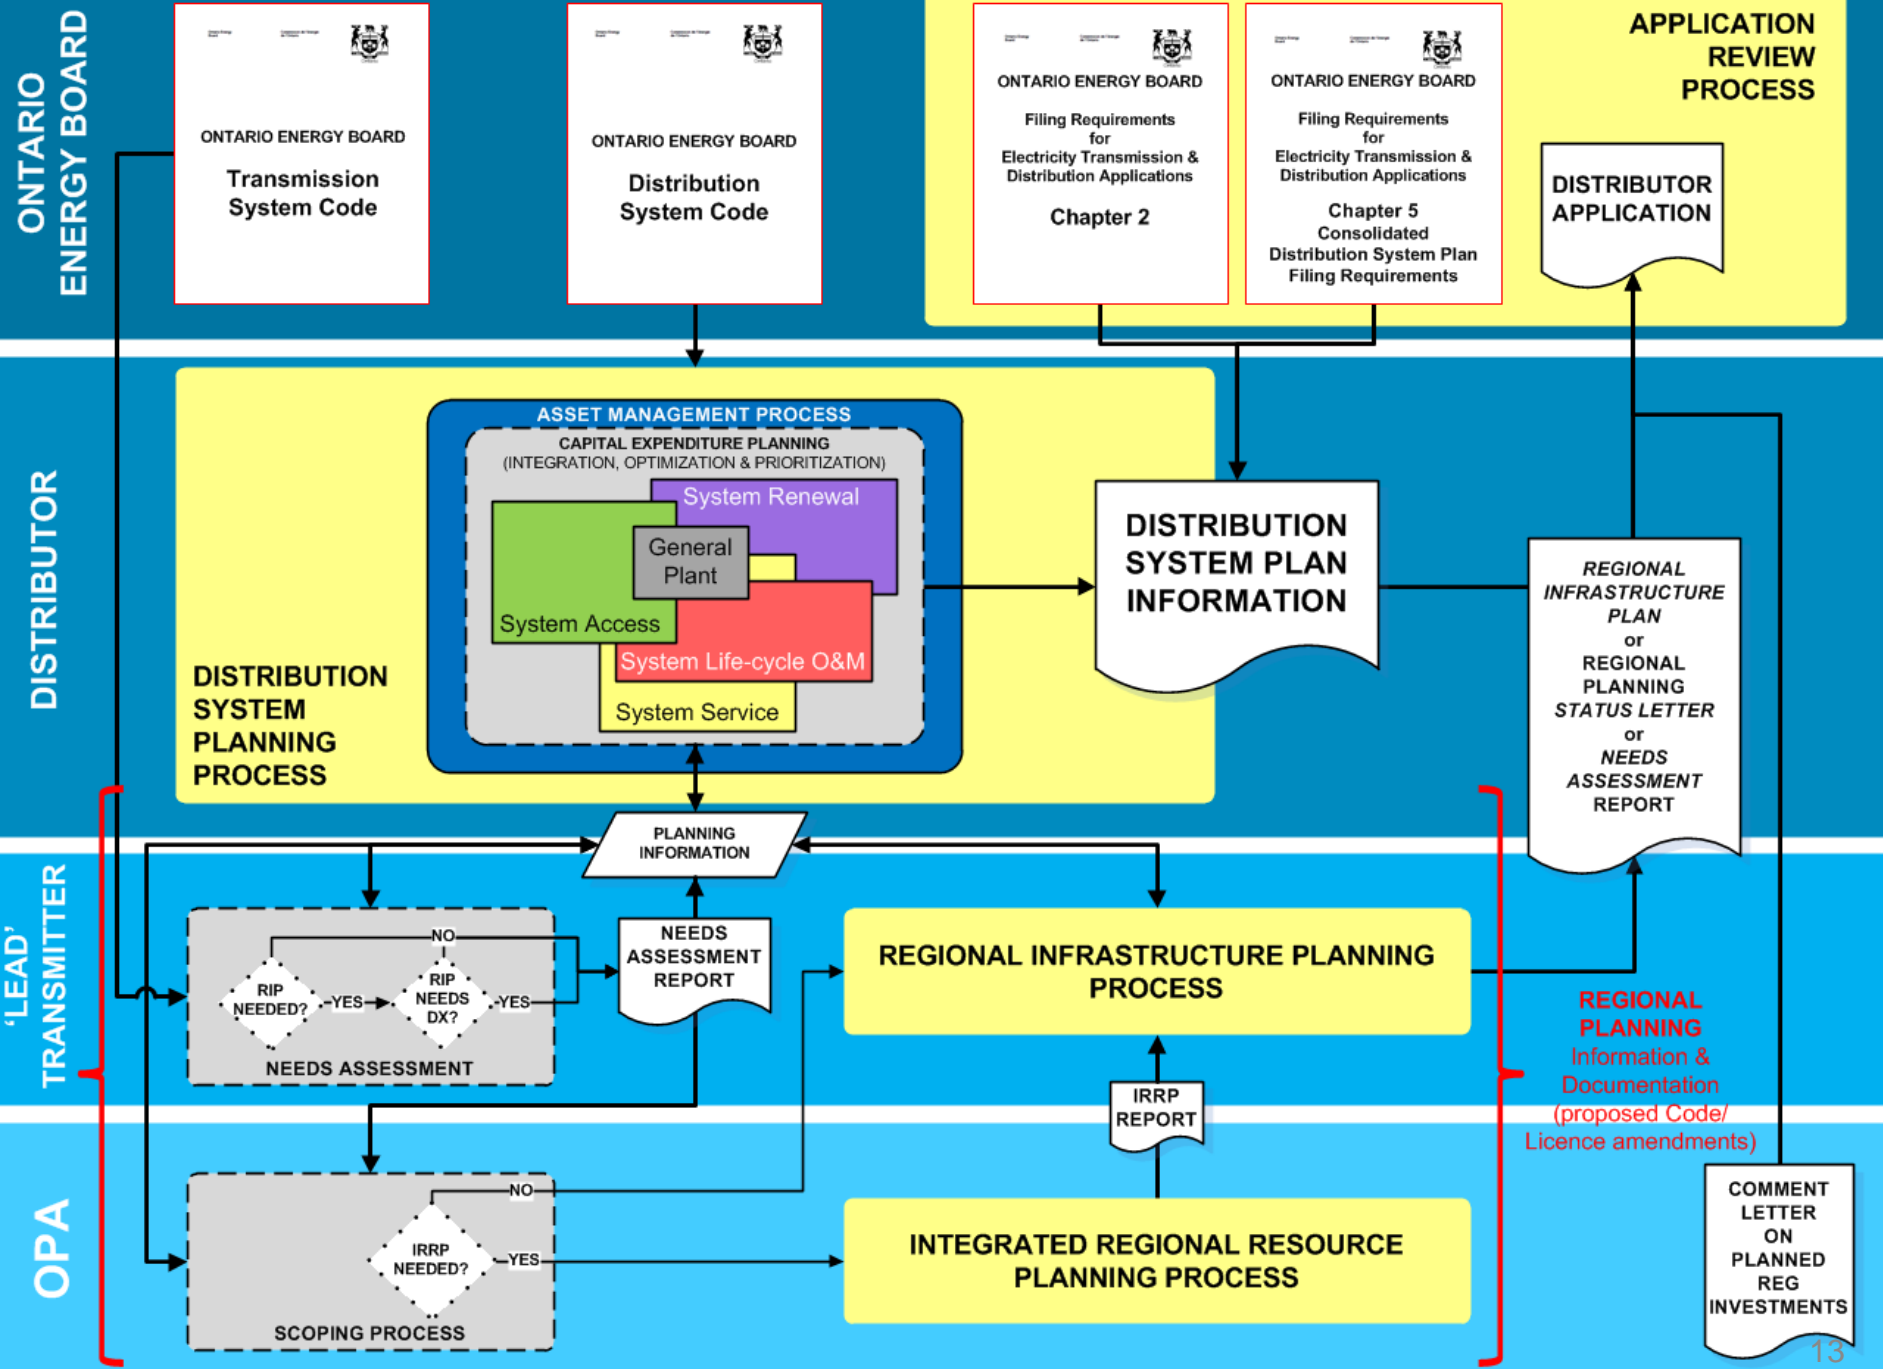 ONTARIO
ENERGY BOARD
ONTARIO ENERGY BOARD
Transmission
System Code
ONTARIO ENERGY BOARD
Distribution
System Code
ONTARIO ENERGY BOARD
Filing Requirements
for
Electricity Transmission &
Distribution Applications
Chapter 2
ONTARIO ENERGY BOARD
Filing Requirements
for
Electricity Transmission &
Distribution Applications
Chapter 5
Consolidated
Distribution System Plan
Filing Requirements
APPLICATION
REVIEW
PROCESS
DISTRIBUTOR
APPLICATION
DISTRIBUTOR
DISTRIBUTION
SYSTEM
PLANNING
PROCESS
ASSET MANAGEMENT PROCESS
CAPITAL EXPENDITURE PLANNING
(INTEGRATION, OPTIMIZATION & PRIORITIZATION)
System Renewal
General
Plant
System Access
System Life-cycle O&M
System Service
DISTRIBUTION
SYSTEM PLAN
INFORMATION
REGIONAL
INFRASTRUCTURE
PLAN
or
REGIONAL
PLANNING
STATUS LETTER
or
NEEDS
ASSESSMENT
REPORT
PLANNING
INFORMATION
'LEAD'
TRANSMITTER
NO
RIP
NEEDED?
YES
RIP
NEEDS
DX?
YES
NEEDS ASSESSMENT
NEEDS
ASSESSMENT
REPORT
REGIONAL INFRASTRUCTURE PLANNING
PROCESS
REGIONAL
PLANNING
Information &
Documentation
(proposed Code/
Licence amendments)
IRRP
REPORT
OPA
NO
IRRP
NEEDED?
YES
SCOPING PROCESS
INTEGRATED REGIONAL RESOURCE
PLANNING PROCESS
COMMENT
LETTER
ON
PLANNED
REG
INVESTMENTS
13